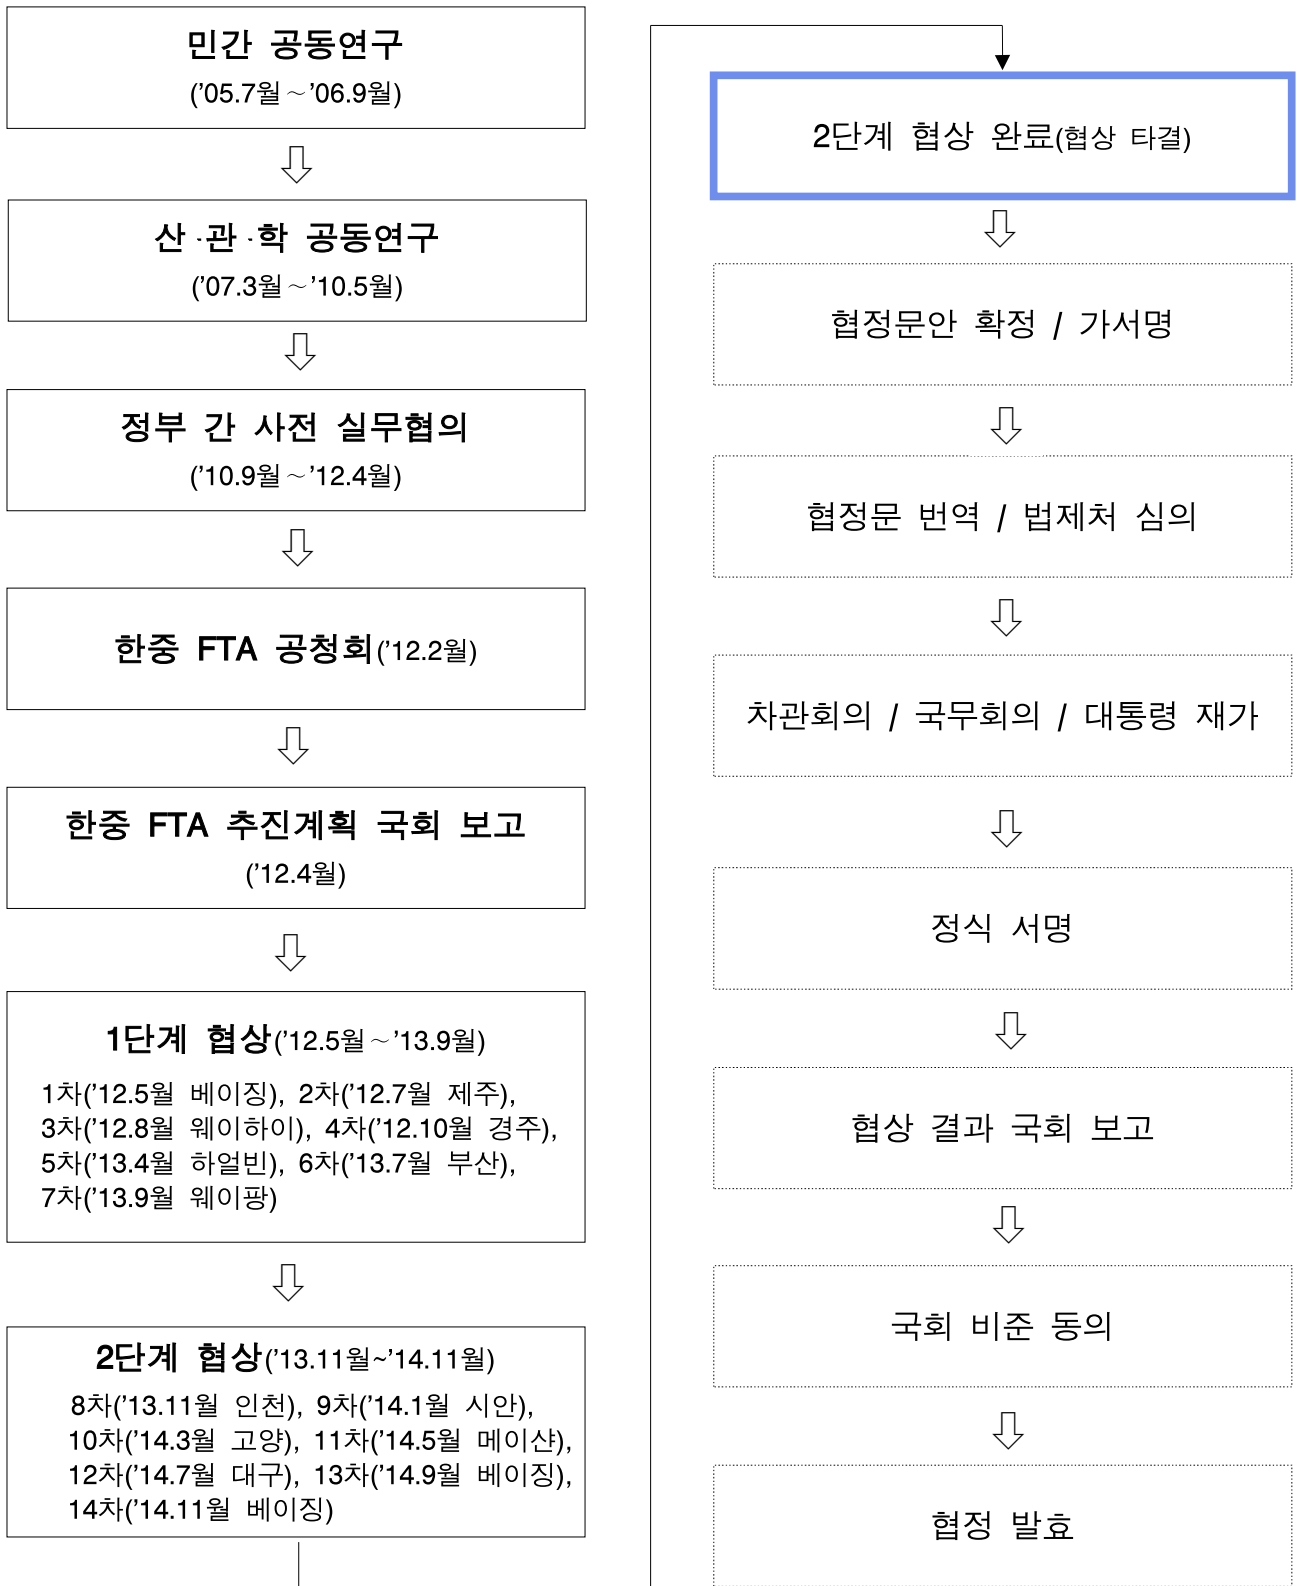 민간 공동연구
('05.7월～'06.9월)
산·관·학 공동연구
('07.3월～'10.5월)
정부 간 사전 실무협의
('10.9월～'12.4월)
한중 FTA 공청회('12.2월)
한중 FTA 추진계획 국회 보고
('12.4월)
1단계 협상('12.5월～'13.9월)
1차('12.5월 베이징), 2차('12.7월 제주),
3차('12.8월 웨이하이), 4차('12.10월 경주),
5차('13.4월 하얼빈), 6차('13.7월 부산),
7차('13.9월 웨이팡)
2단계 협상('13.11월~'14.11월)
8차('13.11월 인천), 9차('14.1월 시안),
10차('14.3월 고양), 11차('14.5월 메이샨),
12차('14.7월 대구), 13차('14.9월 베이징),
14차('14.11월 베이징)
2단계 협상 완료(협상 타결)
협정문안 확정 / 가서명
협정문 번역 / 법제처 심의
차관회의 / 국무회의 / 대통령 재가
정식 서명
협상 결과 국회 보고
국회 비준 동의
협정 발효